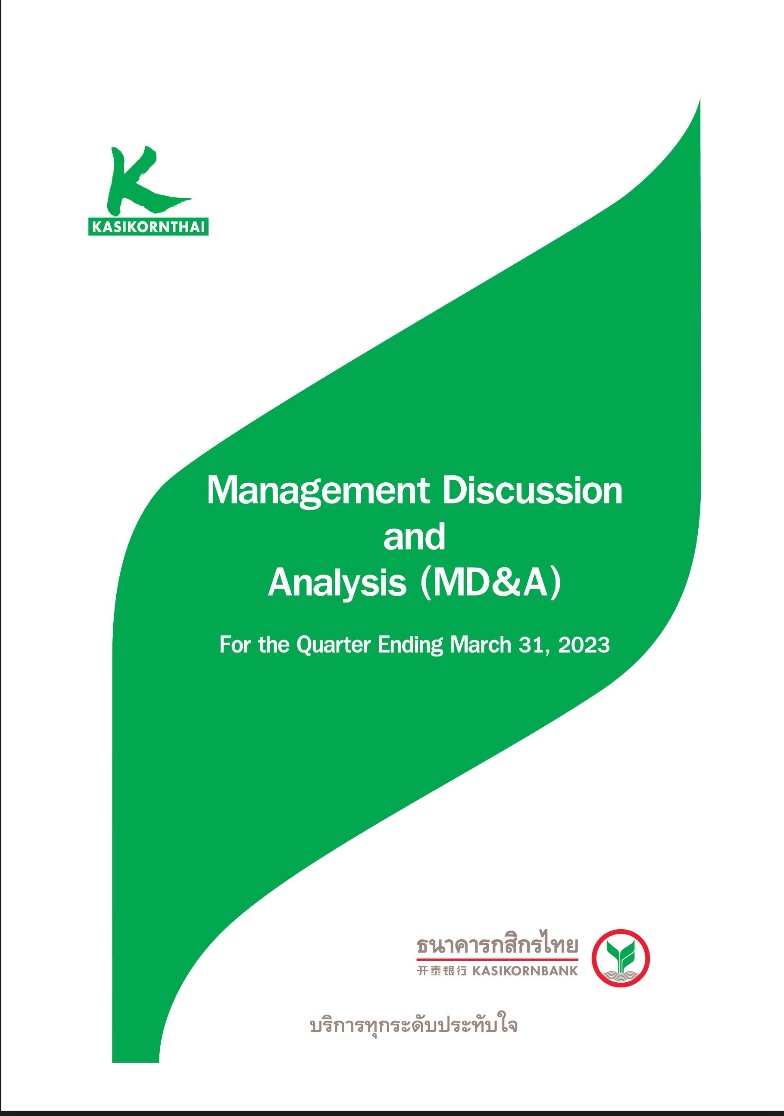 KASIKORNTHAI
Management Discussion
and
Analysis (MD&A)
For the Quarter Ending March 31, 2023
ธนาคารกสิกรไทย
开泰银行 KASIKORNBANK
บริการทุกระดับประทับใจ